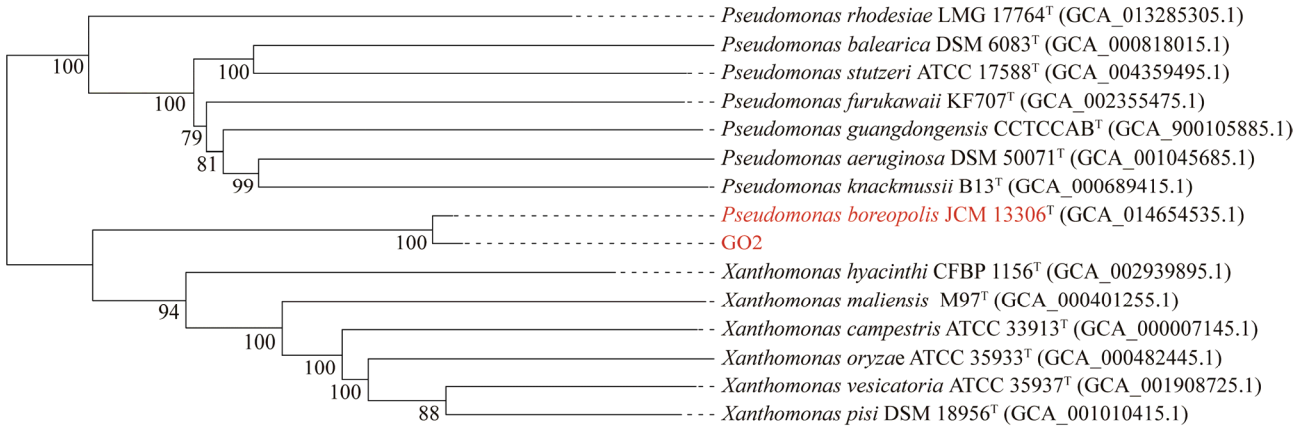 Pseudomonas rhodesiae LMG 17764ᵀ (GCA_013285305.1)
Pseudomonas balearica DSM 6083ᵀ (GCA_000818015.1)
100
100
Pseudomonas stutzeri ATCC 17588ᵀ (GCA_004359495.1)
100
Pseudomonas furukawaii KF707ᵀ (GCA_002355475.1)
79
Pseudomonas guangdongensis CCTCCABᵀ (GCA_900105885.1)
81
Pseudomonas aeruginosa DSM 50071ᵀ (GCA_001045685.1)
99
Pseudomonas knackmussii B13ᵀ (GCA_000689415.1)
Pseudomonas boreopolis JCM 13306ᵀ (GCA_014654535.1)
100
GO2
Xanthomonas hyacinthi CFBP 1156ᵀ (GCA_002939895.1)
94
Xanthomonas maliensis M97ᵀ (GCA_000401255.1)
100
Xanthomonas campestris ATCC 33913ᵀ (GCA_000007145.1)
100
Xanthomonas oryzae ATCC 35933ᵀ (GCA_000482445.1)
100
Xanthomonas vesicatoria ATCC 35937ᵀ (GCA_001908725.1)
88
Xanthomonas pisi DSM 18956ᵀ (GCA_001010415.1)